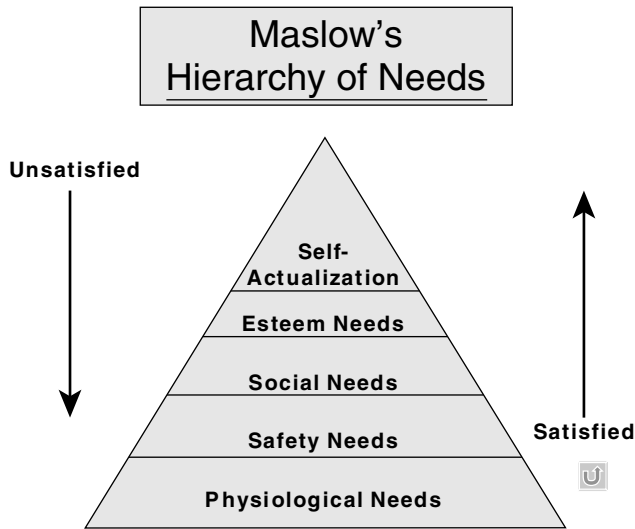 Maslow's
Hierarchy of Needs
Unsatisfied
Self-
Actualization
Esteem Needs
Social Needs
Safety Needs
Physiological Needs
Satisfied